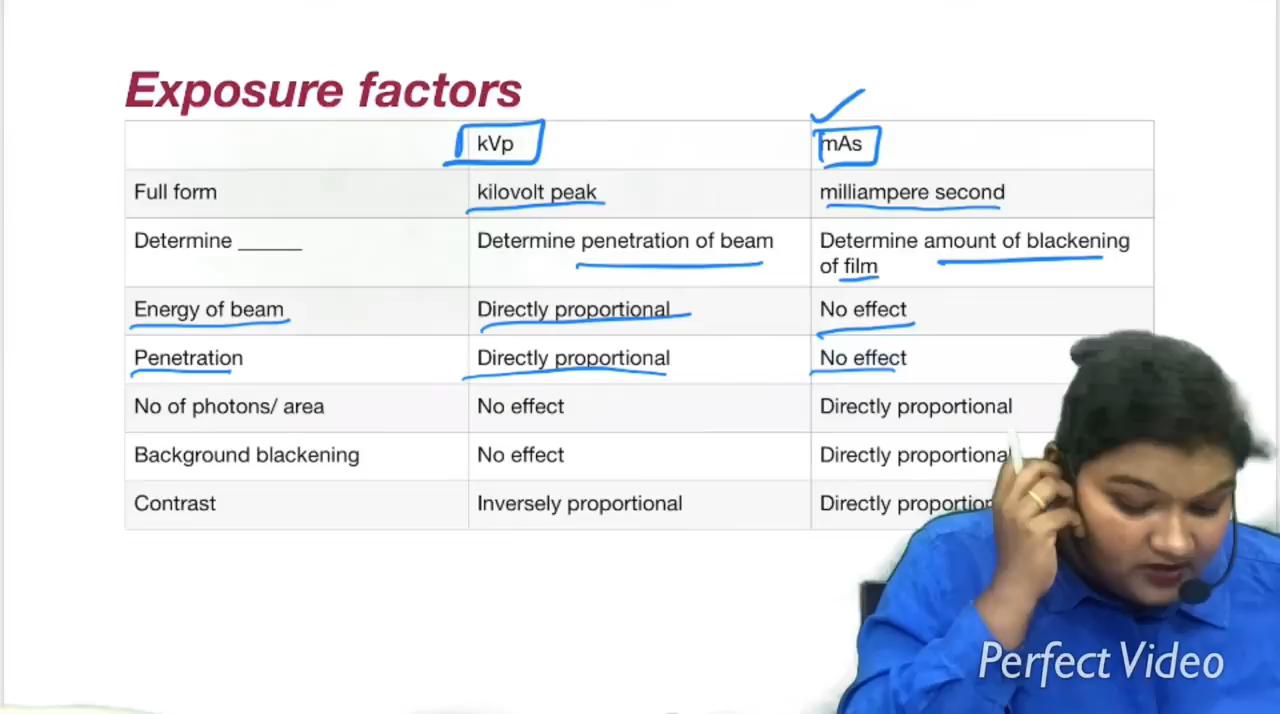 Exposure factors
kVp mAs
Full form kilovolt peak milliampere second
Determine ______ Determine penetration of beam Determine amount of blackening
of film
Energy of beam Directly proportional No effect
Penetration Directly proportional No effect
No of photons/ area No effect Directly proportional
Background blackening No effect Directly proportional
Contrast Inversely proportional Directly proportion
Perfect Video